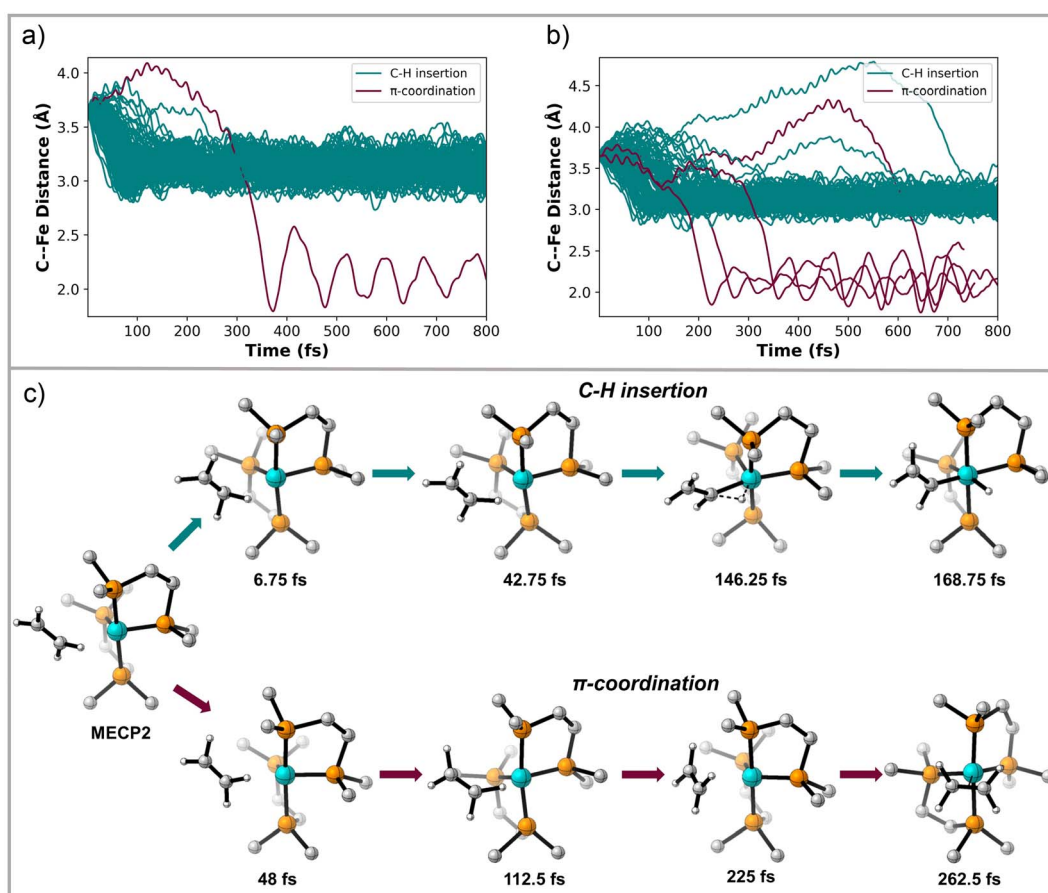 a)
C-H insertion
π-coordination
4.0
3.5
3.0
2.5
2.0
C--Fe Distance (Å)
100 200 300 400 500 600 700 800
Time (fs)
b)
C-H insertion
π-coordination
4.5
4.0
3.5
3.0
2.5
2.0
C--Fe Distance (Å)
100 200 300 400 500 600 700 800
Time (fs)
c)
C-H insertion
6.75 fs
42.75 fs
146.25 fs
168.75 fs
MECP2
π-coordination
48 fs
112.5 fs
225 fs
262.5 fs